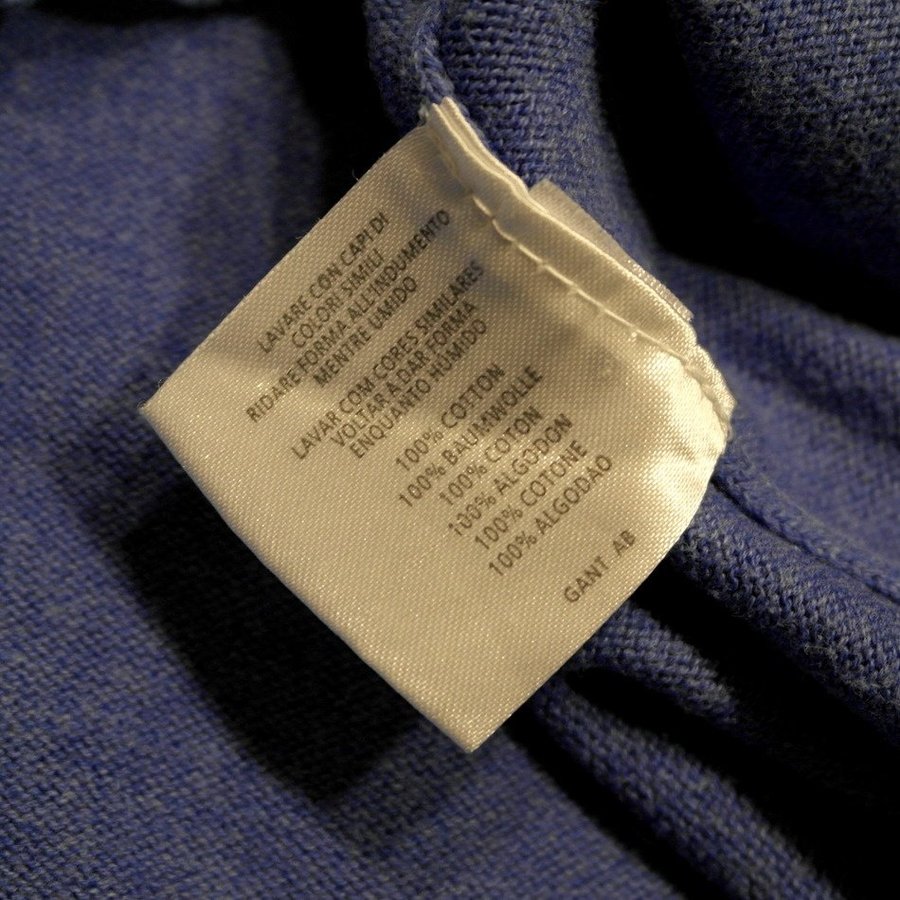 LAVARE CON CAPI DI
COLORI SIMILI
RIDARE FORMA ALL'INDUMENTO
MENTRE UMIDO
LAVAR COM CORES SIMILARES
VOLTAR A DAR FORMA
ENQUANTO HÚMIDO
100% COTTON
100% BAUMWOLLE
100% COTON
100% ALGODON
100% COTONE
100% ALGODAO
GANT AB